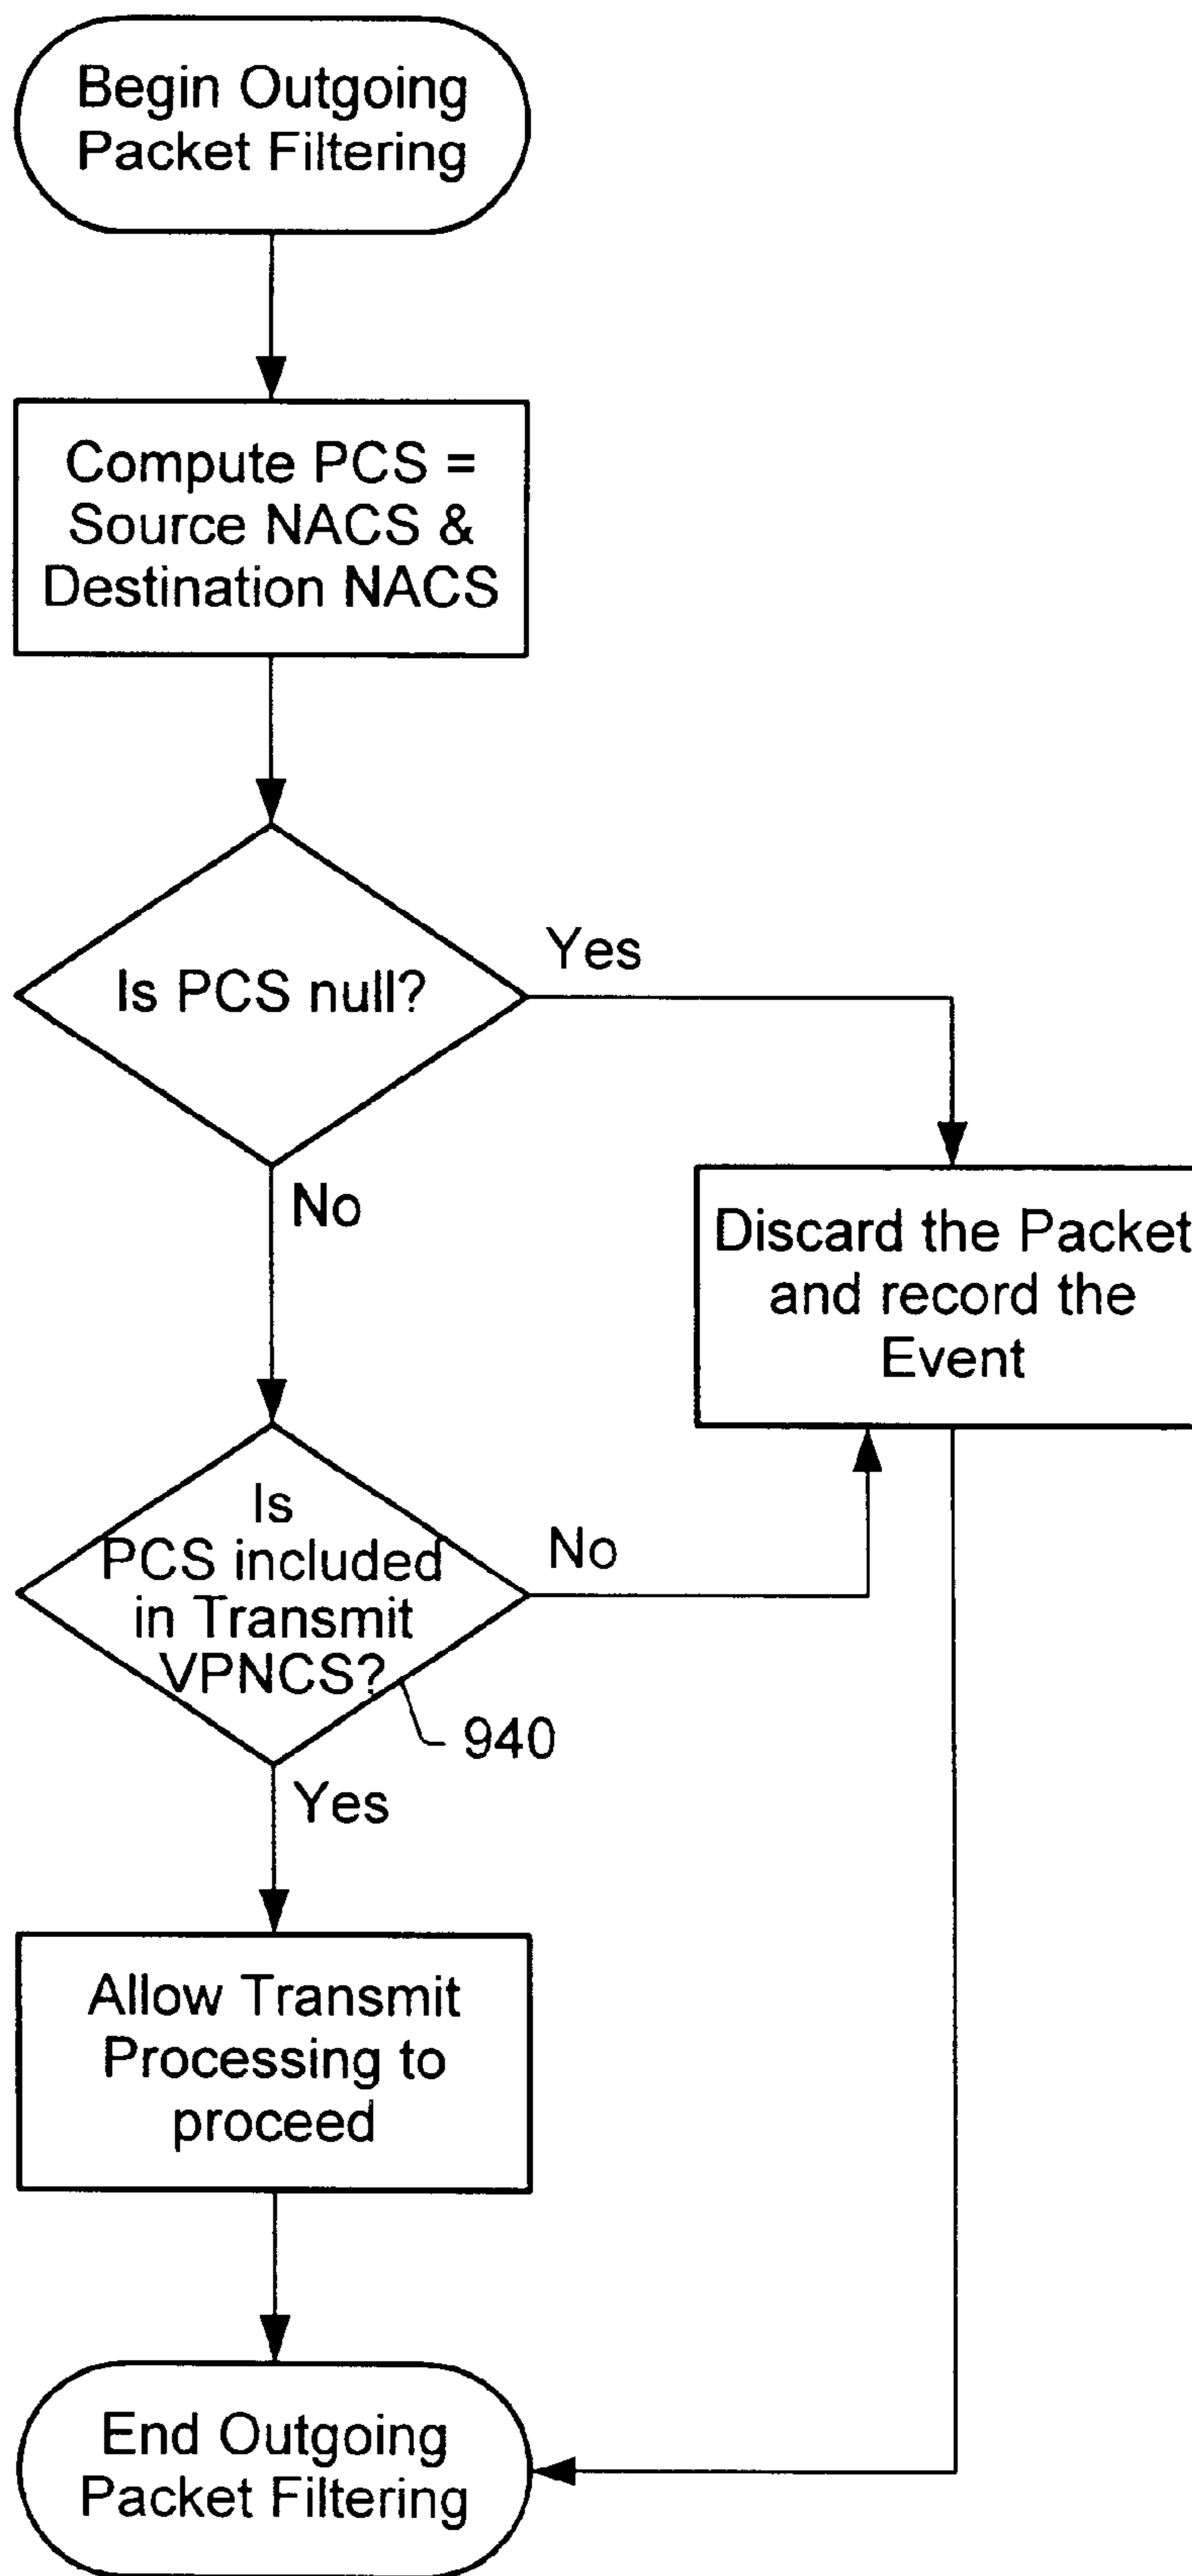 Begin Outgoing
Packet Filtering
Compute PCS =
Source NACS &
Destination NACS
Is PCS null?
Yes
No
Discard the Packet
and record the
Event
Is
PCS included
in Transmit
VPNCS?
No
940
Yes
Allow Transmit
Processing to
proceed
End Outgoing
Packet Filtering